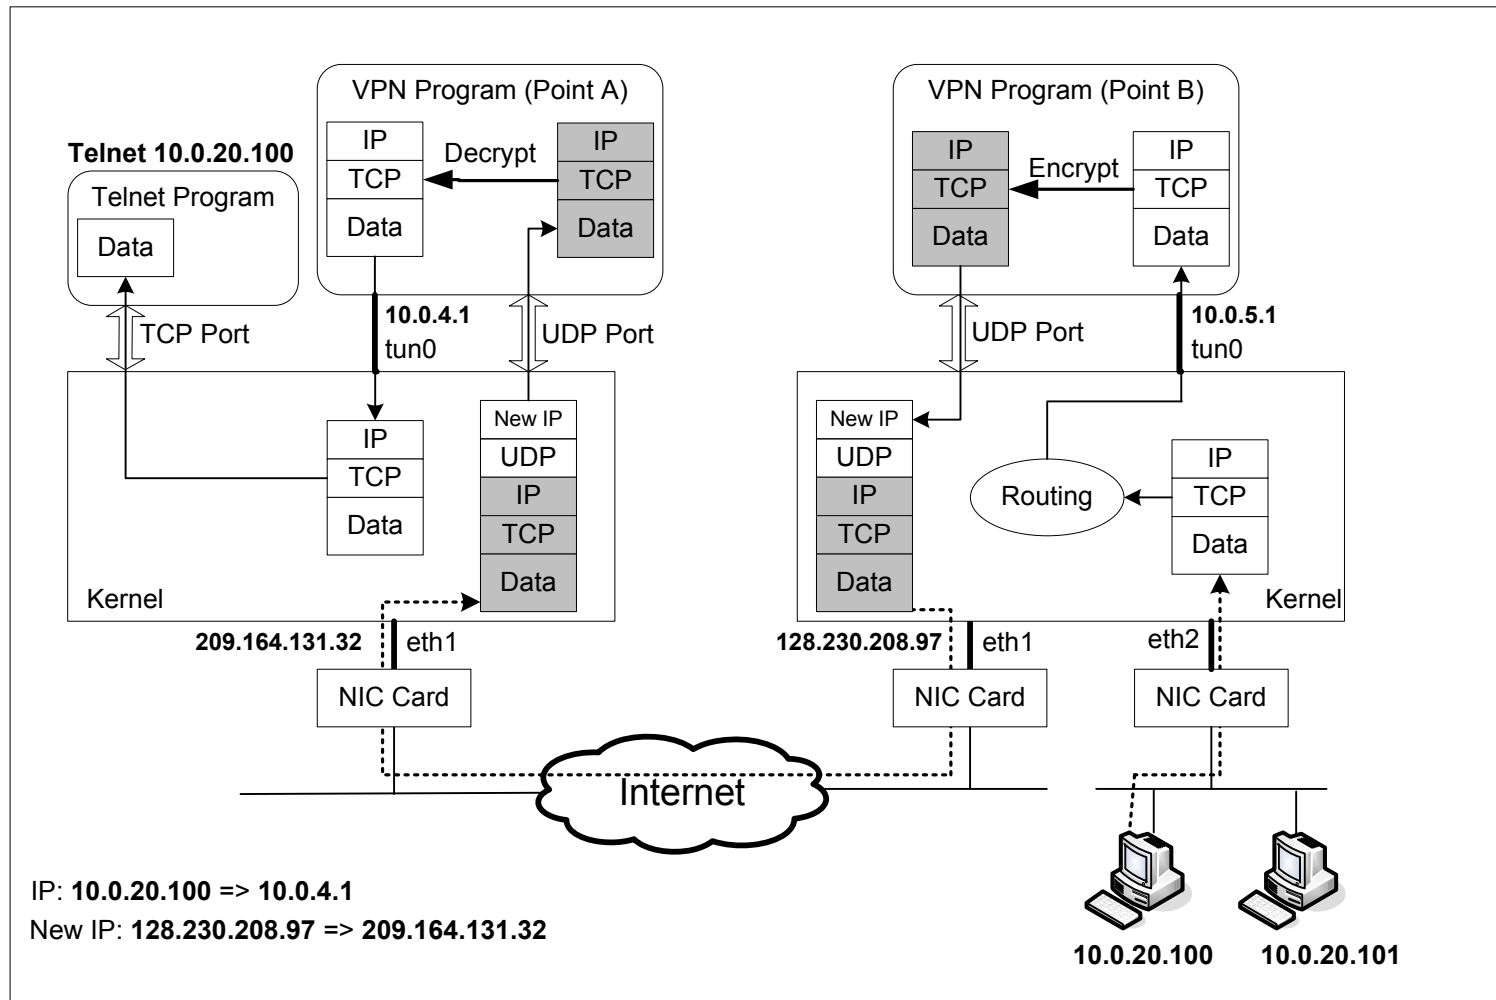 VPN Program (Point A)
IP
TCP
Data
Decrypt
IP
TCP
Data
Telnet 10.0.20.100
Telnet Program
Data
TCP Port
10.0.4.1
tun0
UDP Port
IP
TCP
Data
New IP
UDP
IP
TCP
Data
Kernel
209.164.131.32
eth1
NIC Card
VPN Program (Point B)
IP
TCP
Data
Encrypt
IP
TCP
Data
UDP Port
10.0.5.1
tun0
New IP
UDP
IP
TCP
Data
Routing
IP
TCP
Data
Kernel
128.230.208.97
eth1
eth2
NIC Card
NIC Card
Internet
10.0.20.100
10.0.20.101
IP: 10.0.20.100 => 10.0.4.1
New IP: 128.230.208.97 => 209.164.131.32